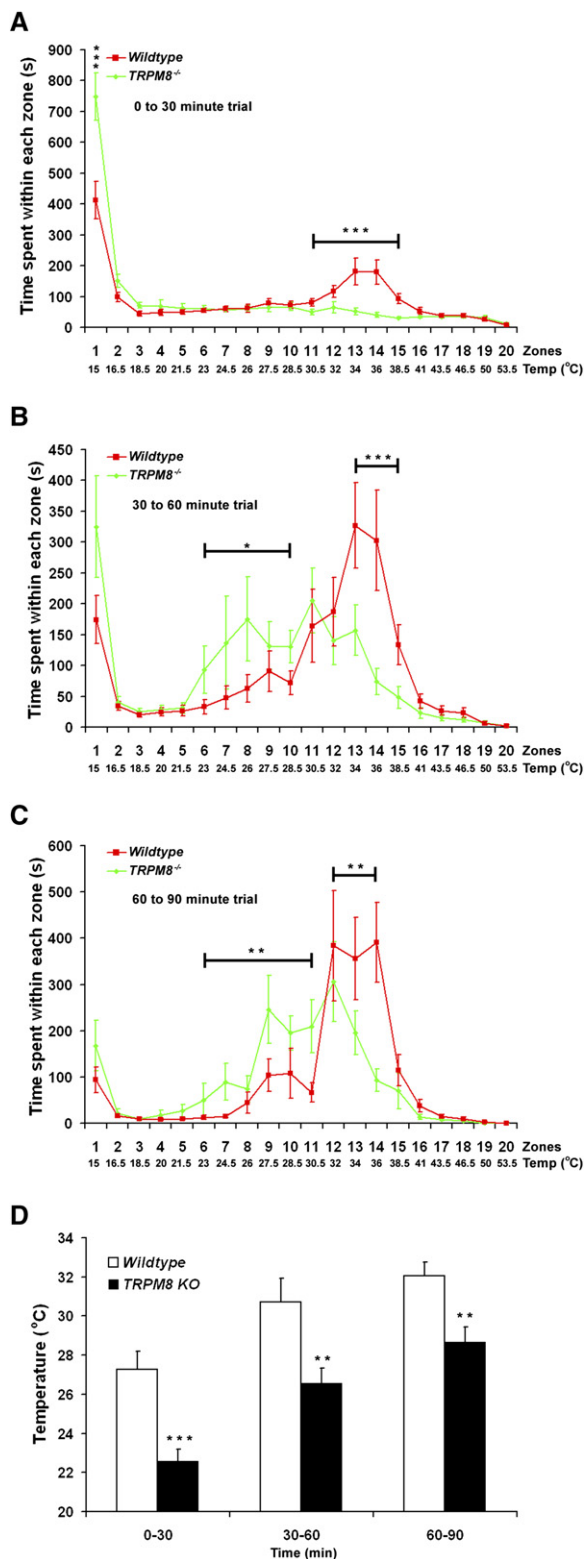 A
Time spent within each zone (s)
900
800
700
600
500
400
300
200
100
0
***
Wildtype
TRPM8-/-
0 to 30 minute trial
***
1 2 3 4 5 6 7 8 9 10 11 12 13 14 15 16 17 18 19 20 Zones
15 16.5 18.5 20 21.5 23 24.5 26 27.5 28.5 30.5 32 34 36 38.5 41 43.5 46.5 50 53.5 Temp (°C)
B
Time spent within each zone (s)
450
400
350
300
250
200
150
100
50
0
Wildtype
TRPM8-/-
30 to 60 minute trial
*
***
1 2 3 4 5 6 7 8 9 10 11 12 13 14 15 16 17 18 19 20 Zones
15 16.5 18.5 20 21.5 23 24.5 26 27.5 28.5 30.5 32 34 36 38.5 41 43.5 46.5 50 53.5 Temp (°C)
C
Time spent within each zone (s)
600
500
400
300
200
100
0
Wildtype
TRPM8-/-
60 to 90 minute trial
**
**
1 2 3 4 5 6 7 8 9 10 11 12 13 14 15 16 17 18 19 20 Zones
15 16.5 18.5 20 21.5 23 24.5 26 27.5 28.5 30.5 32 34 36 38.5 41 43.5 46.5 50 53.5 Temp (°C)
D
Temperature (°C)
34
32
30
28
26
24
22
20
Wildtype
TRPM8 KO
***
**
**
0-30 30-60 60-90
Time (min)